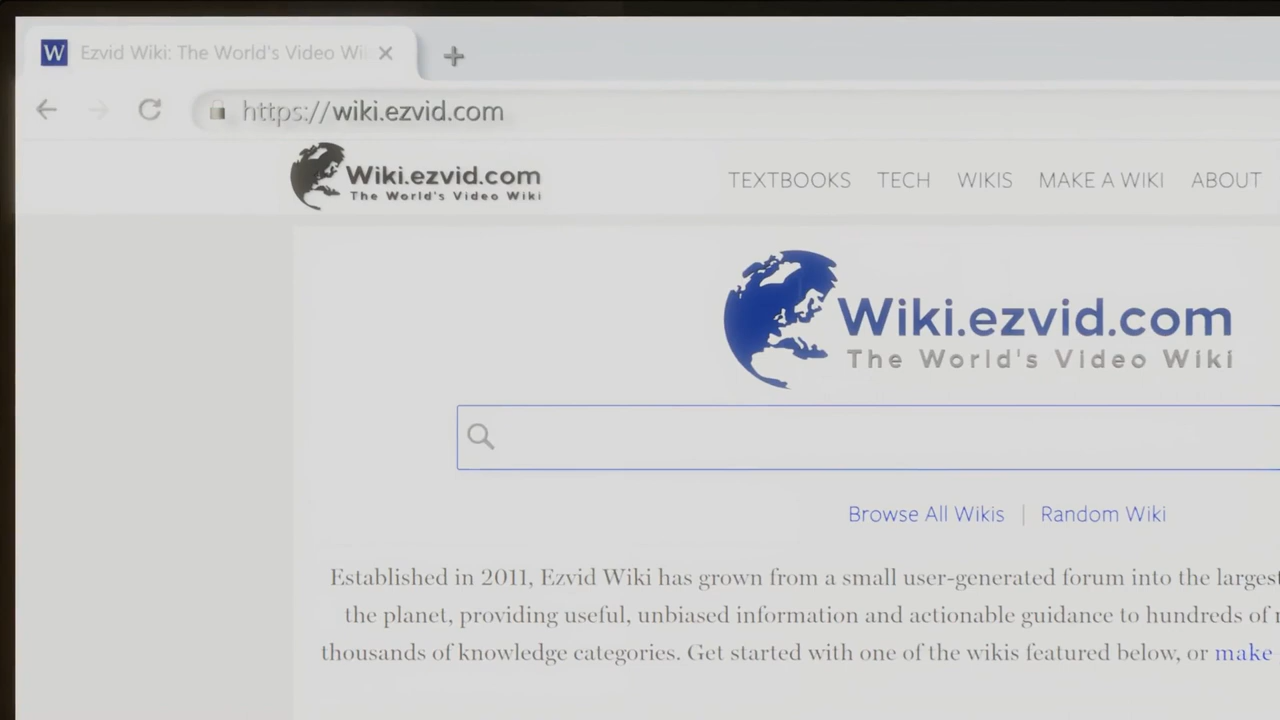 W Ezvid Wiki: The World's Video Wi
https://wiki.ezvid.com
Wiki.ezvid.com
The World's Video Wiki
TEXTBOOKS TECH WIKIS MAKE A WIKI ABOUT
Wiki.ezvid.com
The World's Video Wiki
Browse All Wikis | Random Wiki
Established in 2011, Ezvid Wiki has grown from a small user-generated forum into the largest
the planet, providing useful, unbiased information and actionable guidance to hundreds of
thousands of knowledge categories. Get started with one of the wikis featured below, or make